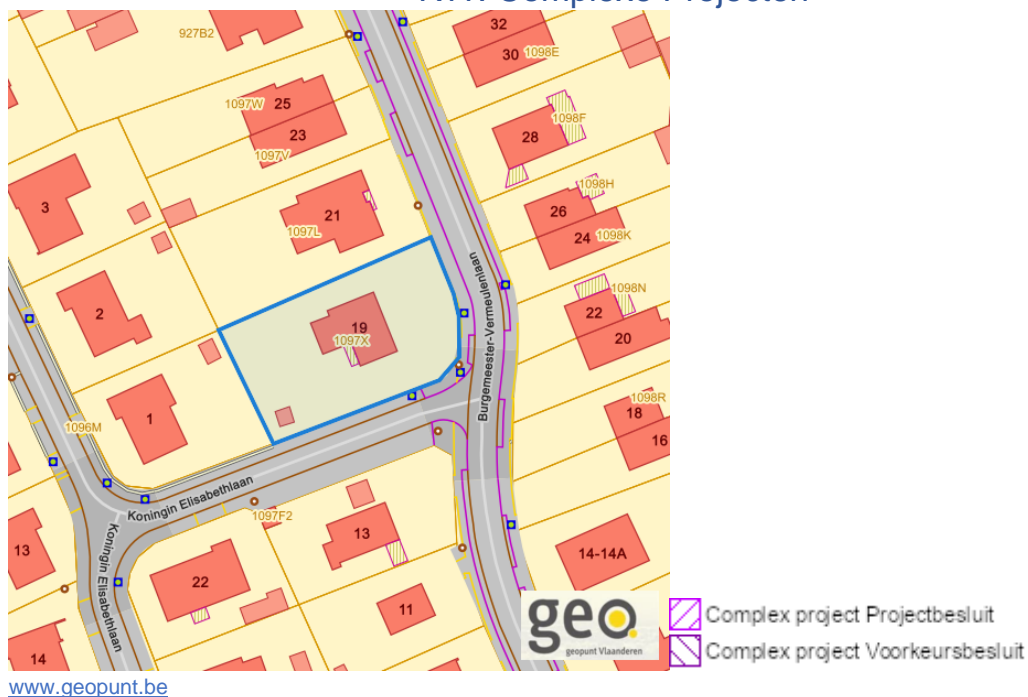 32
30
1098E
927B2
1097W
25
23
1097V
28
1098F
1098H
3
21
1097L
26
24
1098K
Burgemeester-Vermeulenlaan
1098N
2
19
1097X
22
20
1
1096M
1098R
18
16
Koningin Elisabethlaan
1097F2
13
13
Koningin Elisabethlaan
22
14-14A
11
14
geo.
geopunt Vlaanderen
Complex project Projectbesluit
Complex project Voorkeursbesluit
www.geopunt.be